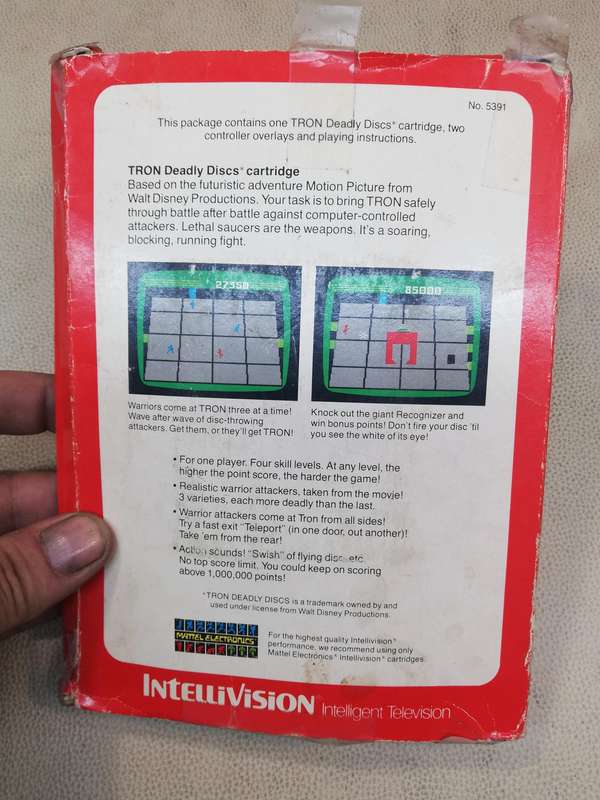 No. 5391
This package contains one TRON Deadly Discs* cartridge, two
controller overlays and playing instructions.
TRON Deadly Discs* cartridge
Based on the futuristic adventure Motion Picture from
Walt Disney Productions. Your task is to bring TRON safely
through battle after battle against computer-controlled
attackers. Lethal saucers are the weapons. It's a soaring,
blocking, running fight.
27350
85000
Warriors come at TRON three at a time!
Wave after wave of disc-throwing
attackers. Get them, or they'll get TRON!
Knock out the giant Recognizer and
win bonus points! Don't fire your disc 'til
you see the white of its eye!
• For one player. Four skill levels. At any level, the
higher the point score, the harder the game!
• Realistic warrior attackers, taken from the movie!
3 varieties, each more deadly than the last.
• Warrior attackers come at Tron from all sides!
Try a fast exit "Teleport" (in one door, out another)!
Take 'em from the rear!
• Action sounds! "Swish" of flying disc, etc.
No top score limit. You could keep on scoring
above 1,000,000 points!
*TRON DEADLY DISCS is a trademark owned by and
used under license from Walt Disney Productions.
MATTEL ELECTRONICS
For the highest quality Intellivision®
performance, we recommend using only
Mattel Electronics® Intellivision® cartridges.
INTELLIVISION Intelligent Television